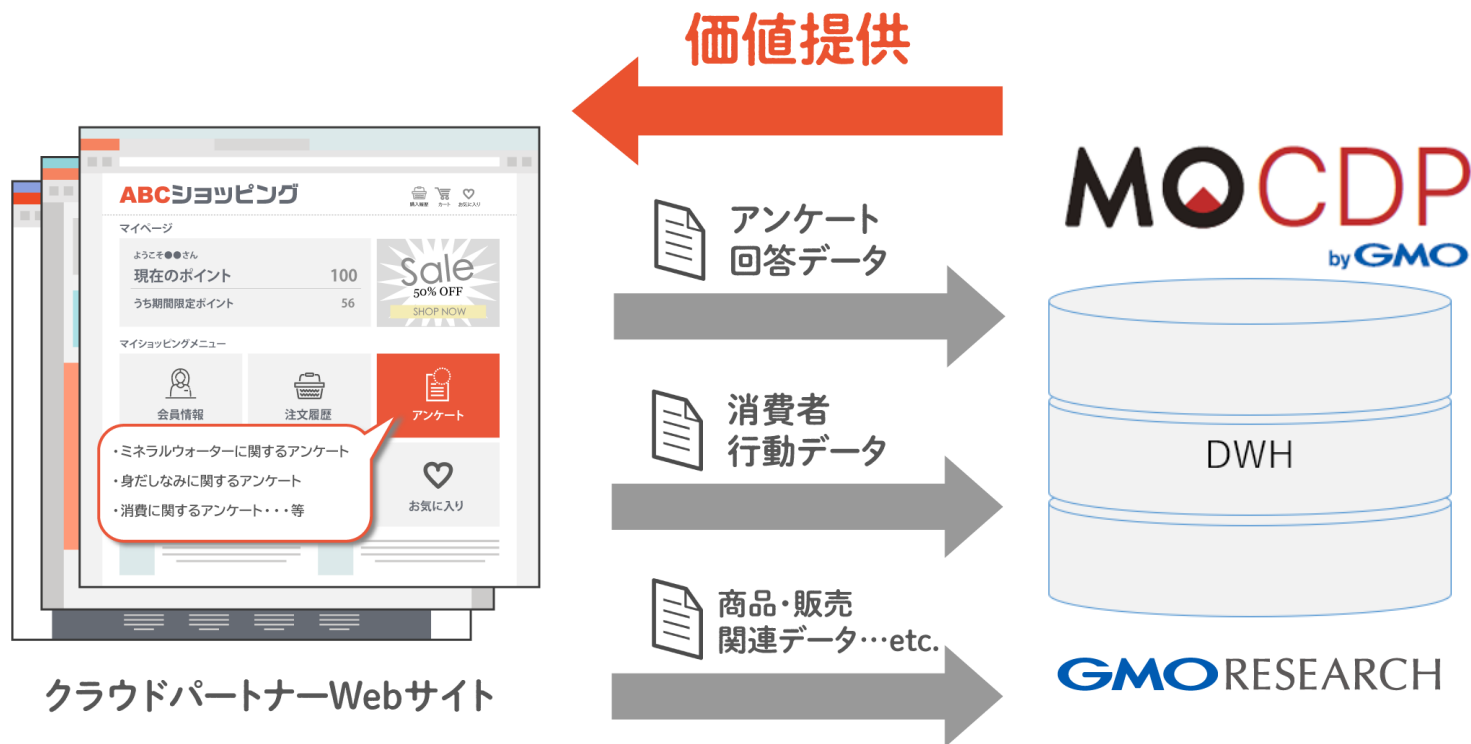 価値提供
ABCショッピング
購入履歴 カート お気に入り
マイページ
ようこそ●●さん
現在のポイント 100
うち期間限定ポイント 56
Sale
50% OFF
SHOP NOW
マイショッピングメニュー
会員情報
注文履歴
アンケート
・ミネラルウォーターに関するアンケート
・身だしなみに関するアンケート
・消費に関するアンケート・・・等
お気に入り
クラウドパートナーWebサイト
アンケート
回答データ
消費者
行動データ
商品・販売
関連データ…etc.
MOCDP
by GMO
DWH
GMO RESEARCH